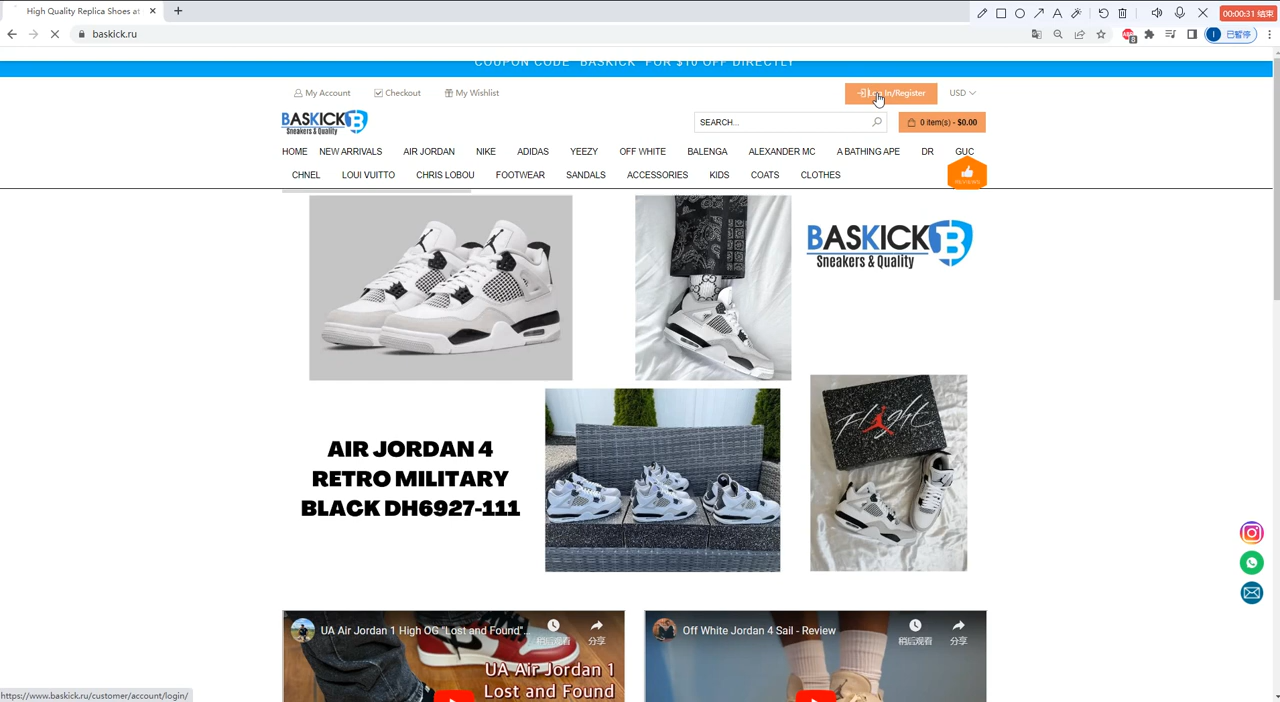 High Quality Replica Shoes at
00:00:31 结束
baskick.ru
已暂停
COUPON CODE "BASKICK" FOR $10 OFF DIRECTLY
My Account
Checkout
My Wishlist
Log In/Register
USD
BASKICK B
Sneakers & Quality
SEARCH...
0 item(s) - $0.00
HOME NEW ARRIVALS AIR JORDAN NIKE ADIDAS YEEZY OFF WHITE BALENGA ALEXANDER MC A BATHING APE DR GUC
CHNEL LOUI VUITTO CHRIS LOBOU FOOTWEAR SANDALS ACCESSORIES KIDS COATS CLOTHES
REVIEWS
BASKICK B
Sneakers & Quality
Flight
AIR JORDAN 4
RETRO MILITARY
BLACK DH6927-111
UA Air Jordan 1 High OG "Lost and Found"...
稍后观看
分享
UA Air Jordan 1
Lost and Found
Off White Jordan 4 Sail - Review
稍后观看
分享
https://www.baskick.ru/customer/account/login/